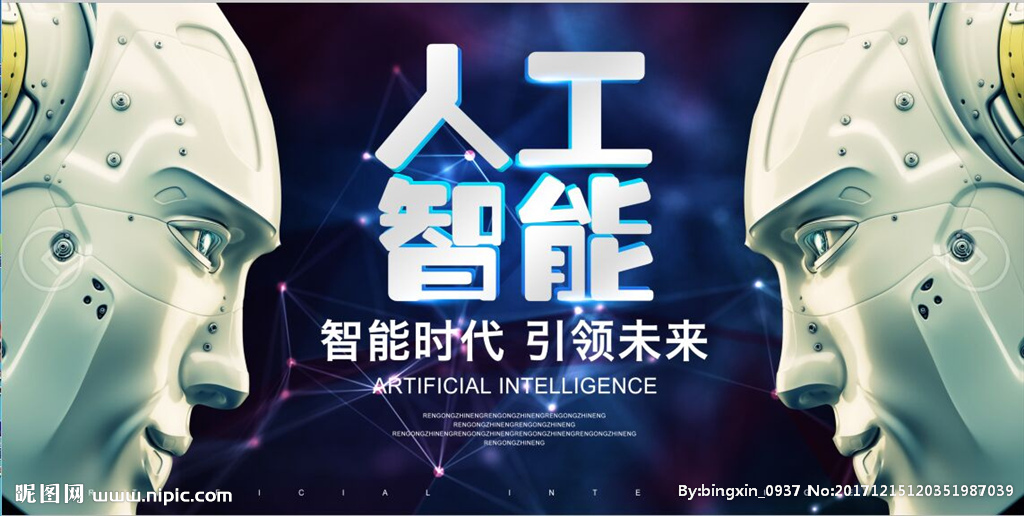 人工
智能
智能时代 引领未来
ARTIFICIAL INTELLIGENCE
RENGONGZHINENGRENGONGZHINENGRENGONGZHINENG
RENGONGZHINENGRENGONGZHINENG
RENGONGZHINENGRENGONGZHINENGRENGONGZHINENGRENGONGZHINENG
RENGONGZHINENG
昵图网 www.nipic.com
I C I A L I N T E
By:bingxin_0937 No:20171215120351987039